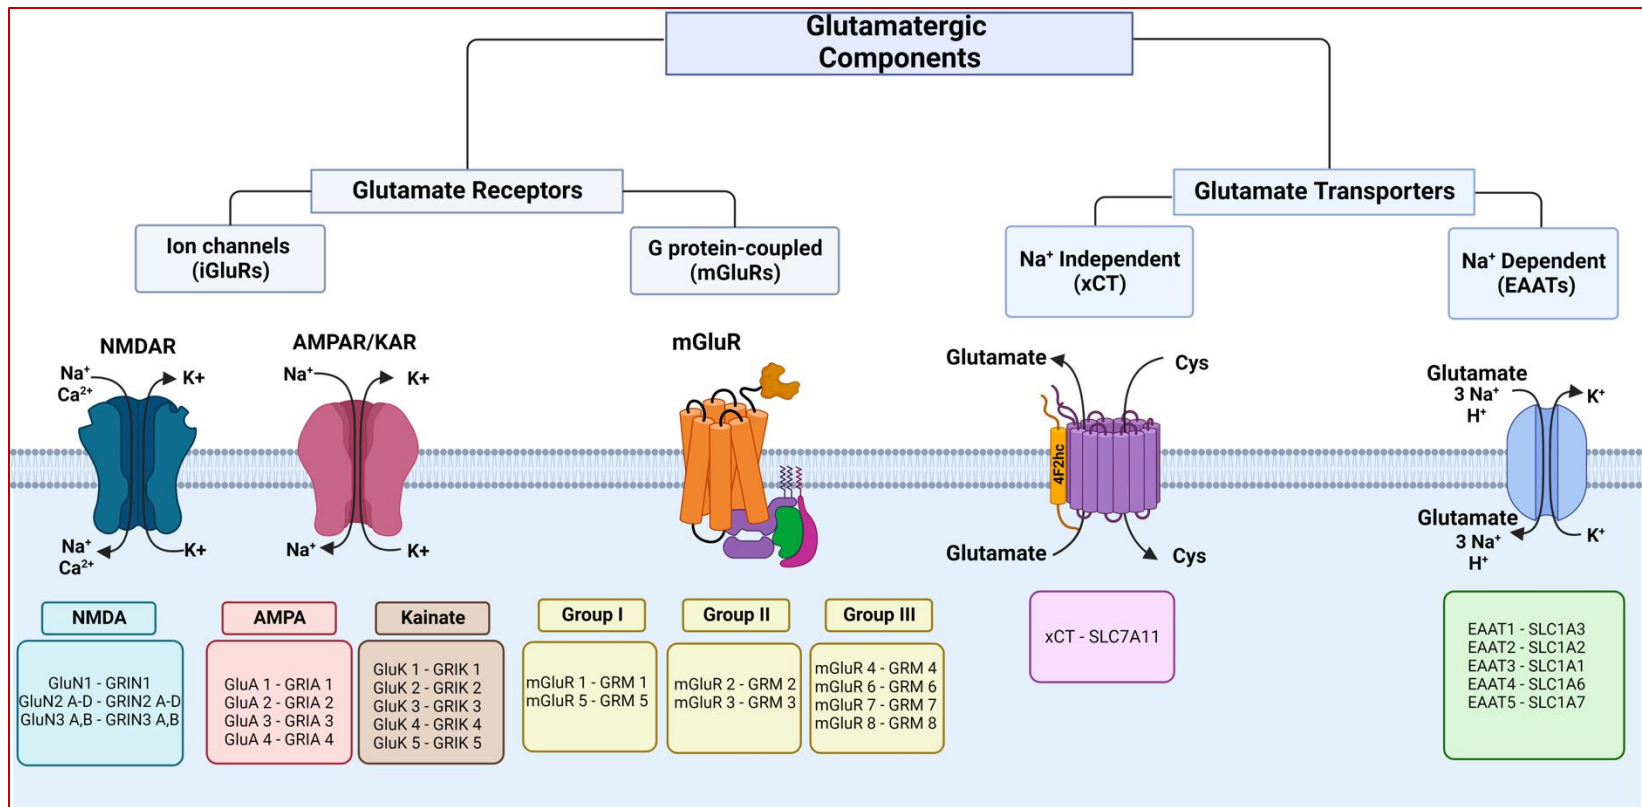 Glutamatergic
Components
Glutamate Receptors
Glutamate Transporters
Ion channels
(iGluRs)
G protein-coupled
(mGluRs)
Na⁺ Independent
(xCT)
Na⁺ Dependent
(EAATs)
NMDAR
Na⁺
Ca²⁺
K+
Na⁺
Ca²⁺
K+
AMPAR/KAR
Na⁺
K+
Na⁺
K+
mGluR
Glutamate
Cys
4F2hc
Glutamate
Cys
Glutamate
3 Na⁺
H⁺
K⁺
Glutamate
3 Na⁺
H⁺
K⁺
NMDA
GluN1 - GRIN1
GluN2 A-D - GRIN2 A-D
GluN3 A,B - GRIN3 A,B
AMPA
GluA 1 - GRIA 1
GluA 2 - GRIA 2
GluA 3 - GRIA 3
GluA 4 - GRIA 4
Kainate
GluK 1 - GRIK 1
GluK 2 - GRIK 2
GluK 3 - GRIK 3
GluK 4 - GRIK 4
GluK 5 - GRIK 5
Group I
mGluR 1 - GRM 1
mGluR 5 - GRM 5
Group II
mGluR 2 - GRM 2
mGluR 3 - GRM 3
Group III
mGluR 4 - GRM 4
mGluR 6 - GRM 6
mGluR 7 - GRM 7
mGluR 8 - GRM 8
xCT - SLC7A11
EAAT1 - SLC1A3
EAAT2 - SLC1A2
EAAT3 - SLC1A1
EAAT4 - SLC1A6
EAAT5 - SLC1A7